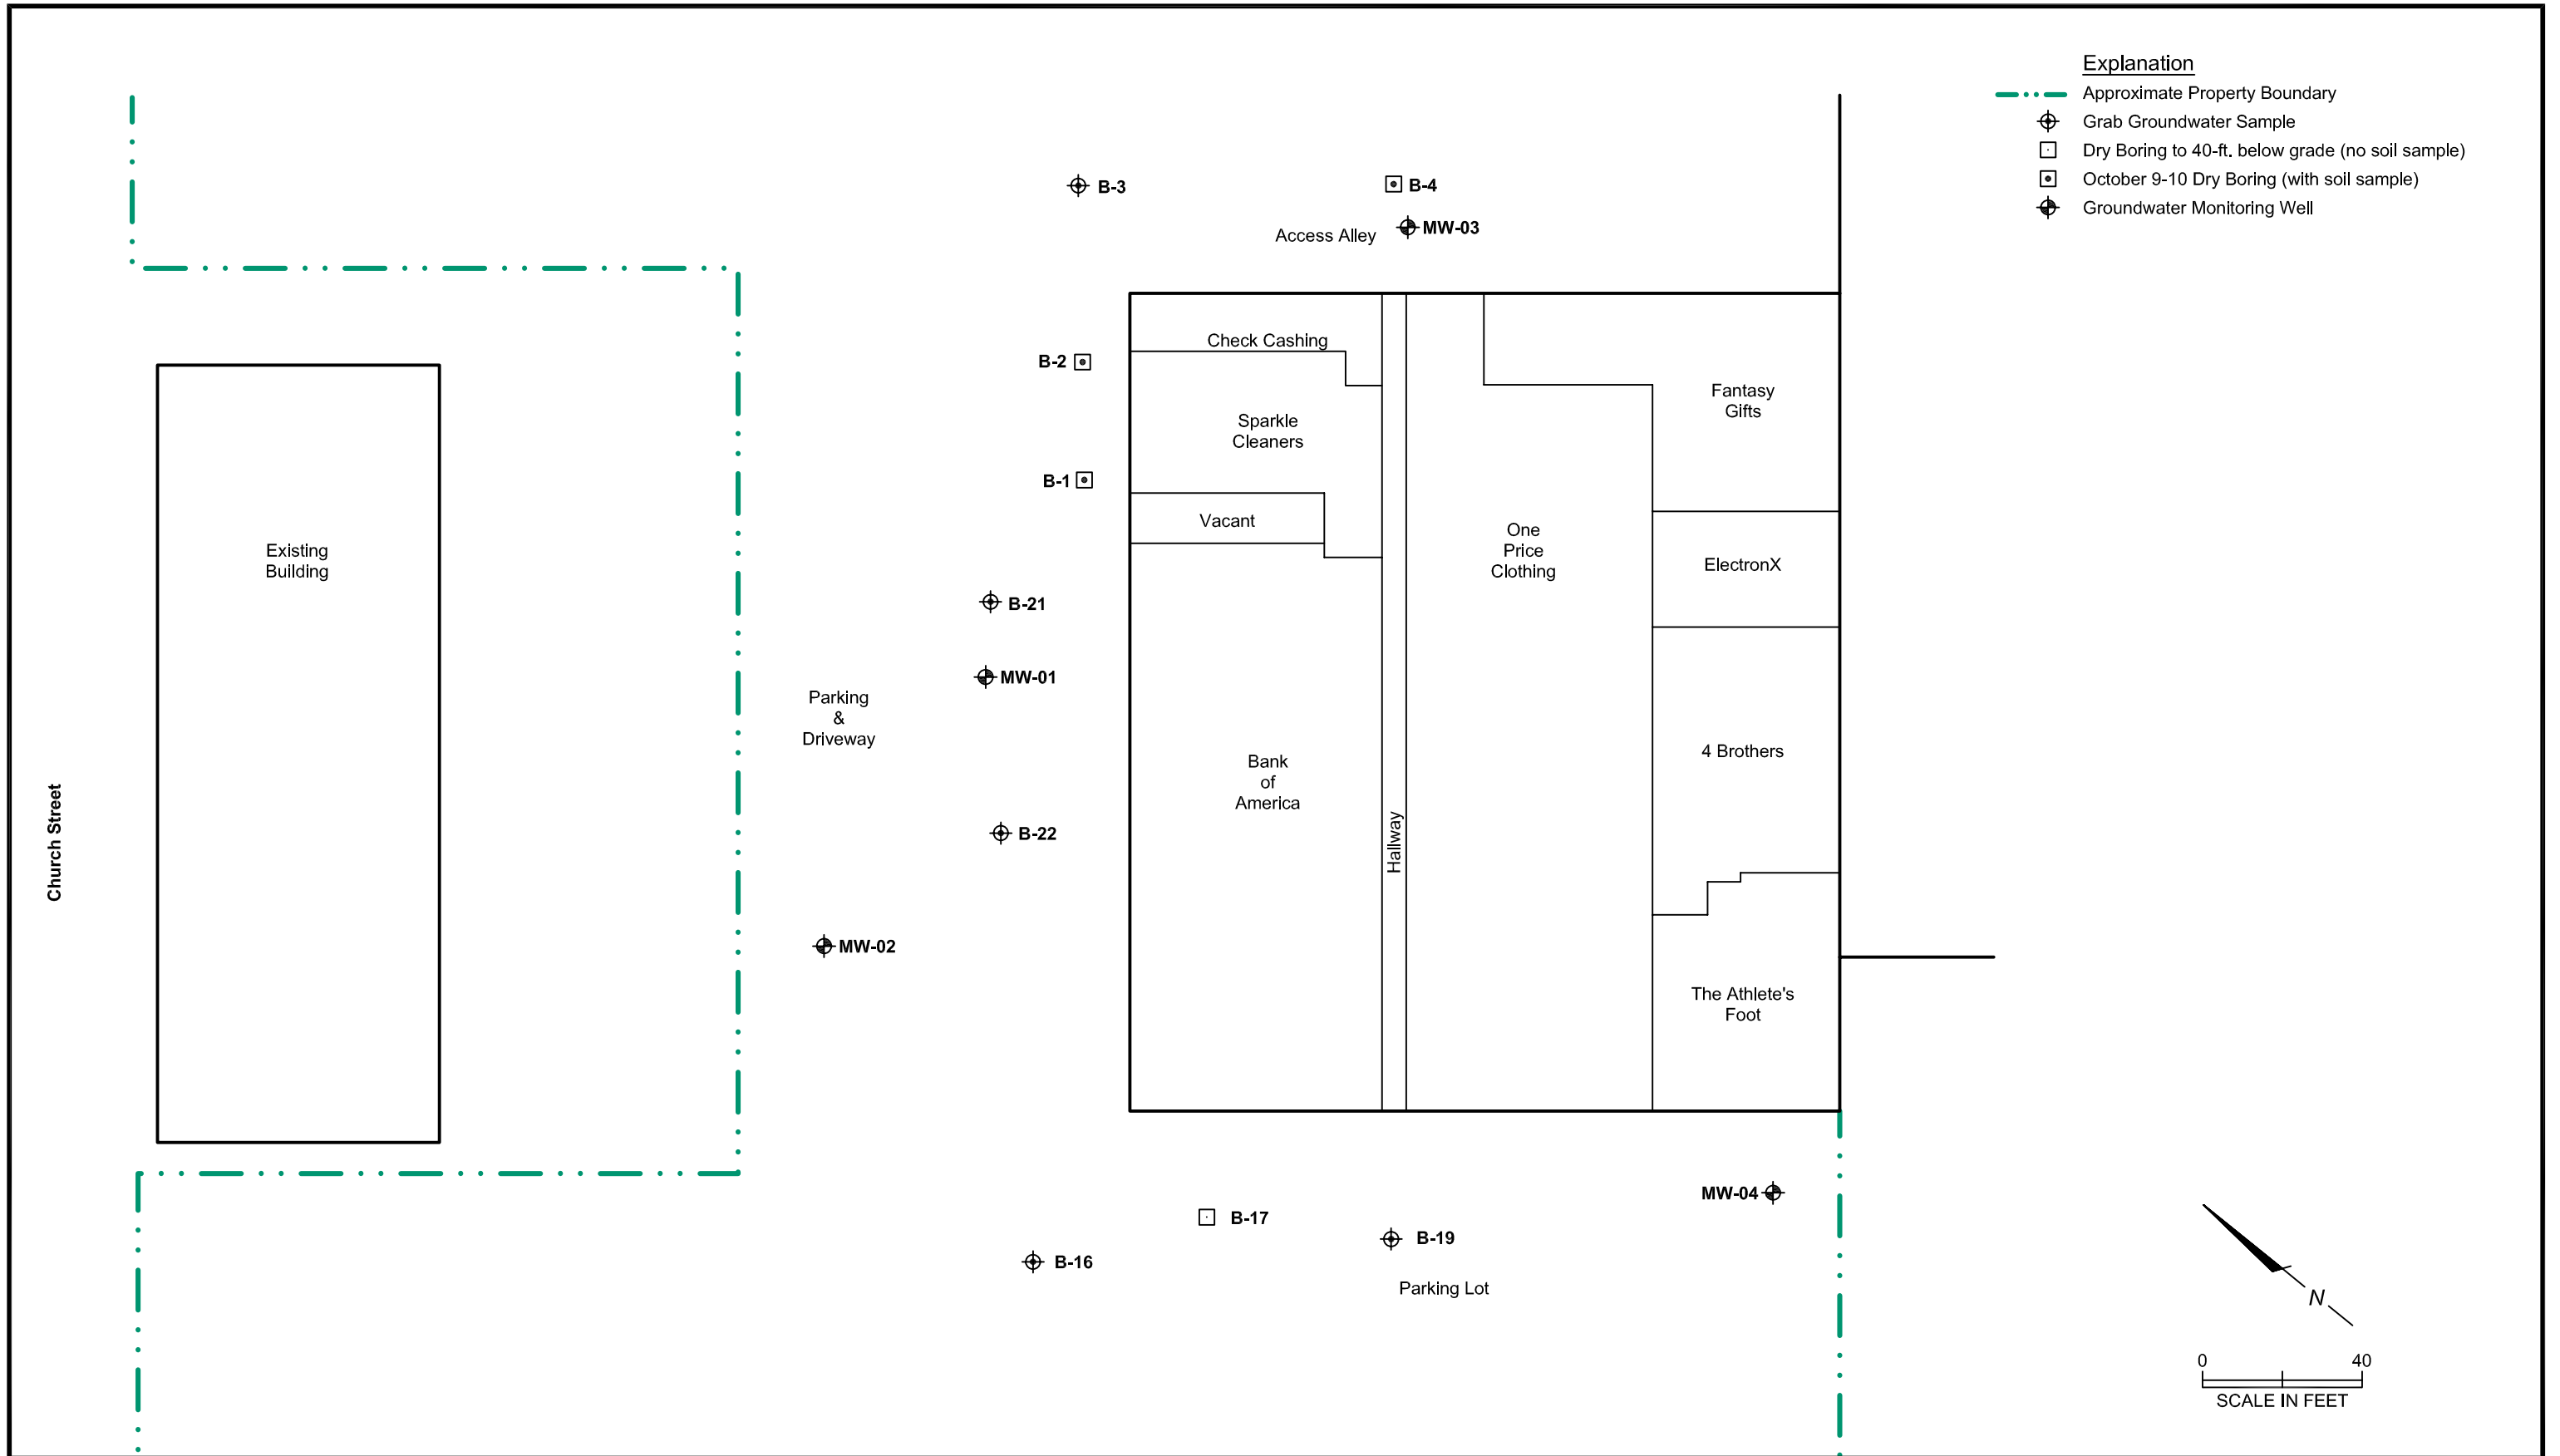 Explanation
Approximate Property Boundary
Grab Groundwater Sample
Dry Boring to 40-ft. below grade (no soil sample)
October 9-10 Dry Boring (with soil sample)
Groundwater Monitoring Well
B-3
B-4
MW-03
Access Alley
Check Cashing
B-2
Sparkle
Cleaners
Fantasy
Gifts
B-1
Vacant
One
Price
Clothing
Existing
Building
ElectronX
B-21
MW-01
Parking
&
Driveway
4 Brothers
Bank
of
America
Hallway
B-22
Church Street
MW-02
The Athlete's
Foot
MW-04
B-17
B-19
B-16
Parking Lot
N
0 40
SCALE IN FEET